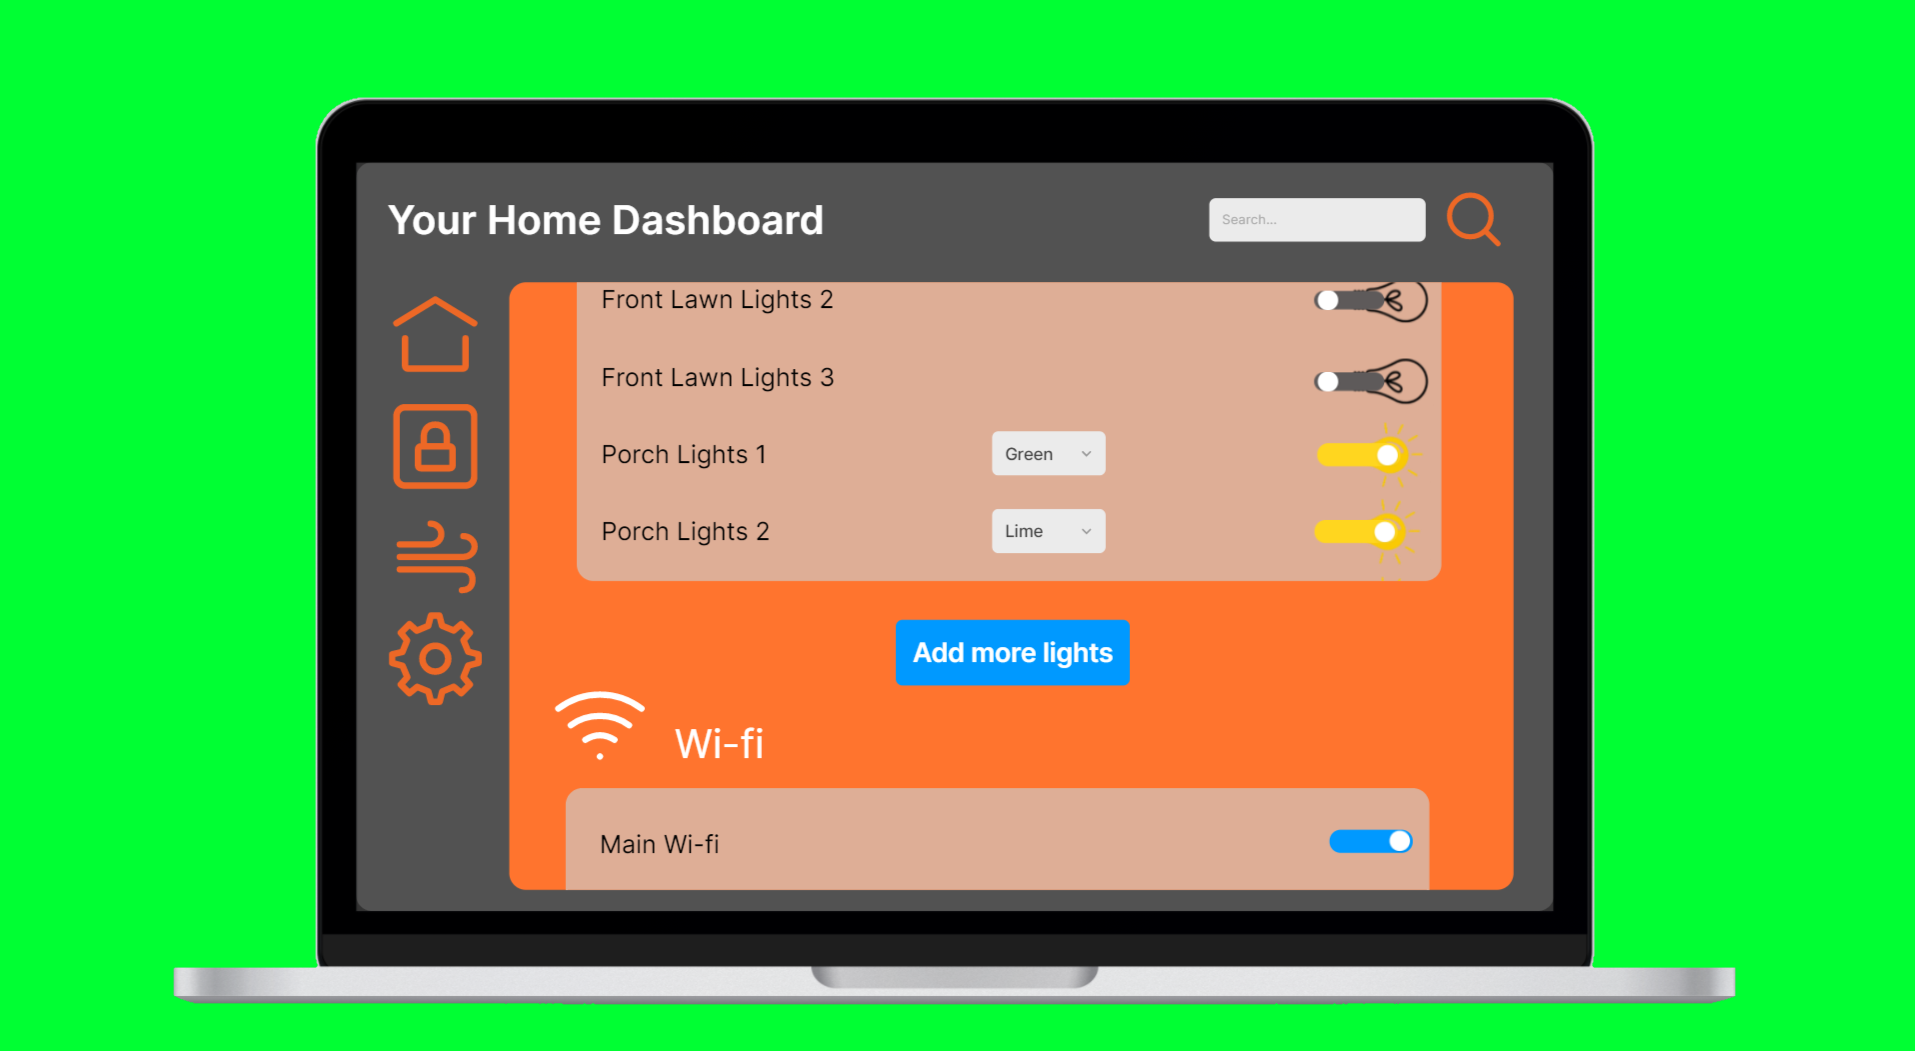 Your Home Dashboard
Search...
Front Lawn Lights 2
Front Lawn Lights 3
Porch Lights 1
Green
Porch Lights 2
Lime
Add more lights
Wi-fi
Main Wi-fi